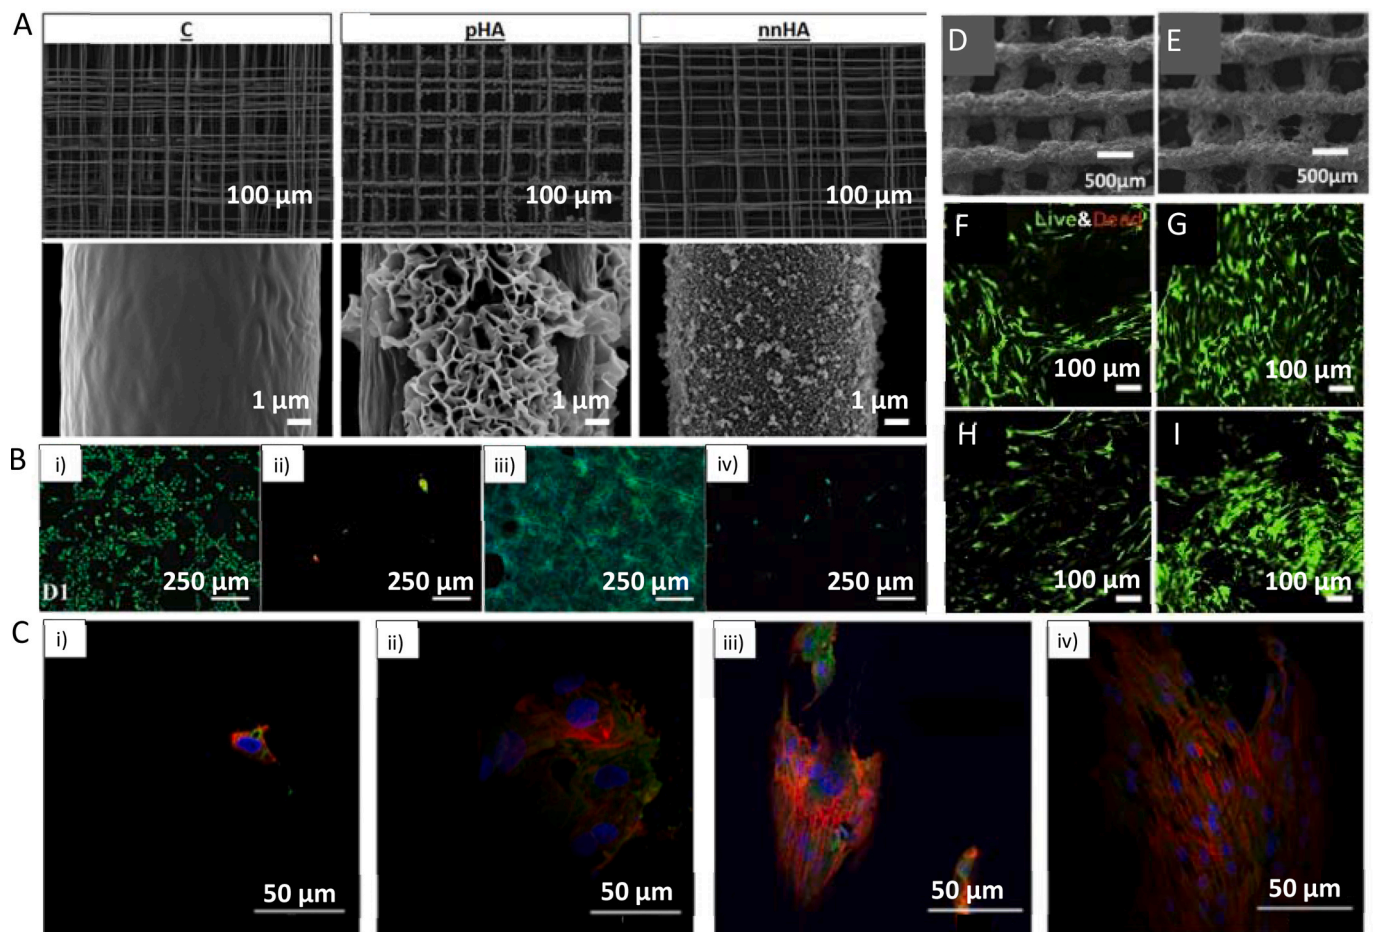 A
C
pHA
nnHA
100 µm
100 µm
100 µm
1 µm
1 µm
1 µm
D
500µm
E
500µm
F
Live&Dead
100 µm
G
100 µm
H
100 µm
I
100 µm
B
i)
D1
250 µm
ii)
250 µm
iii)
250 µm
iv)
250 µm
C
i)
50 µm
ii)
50 µm
iii)
50 µm
iv)
50 µm